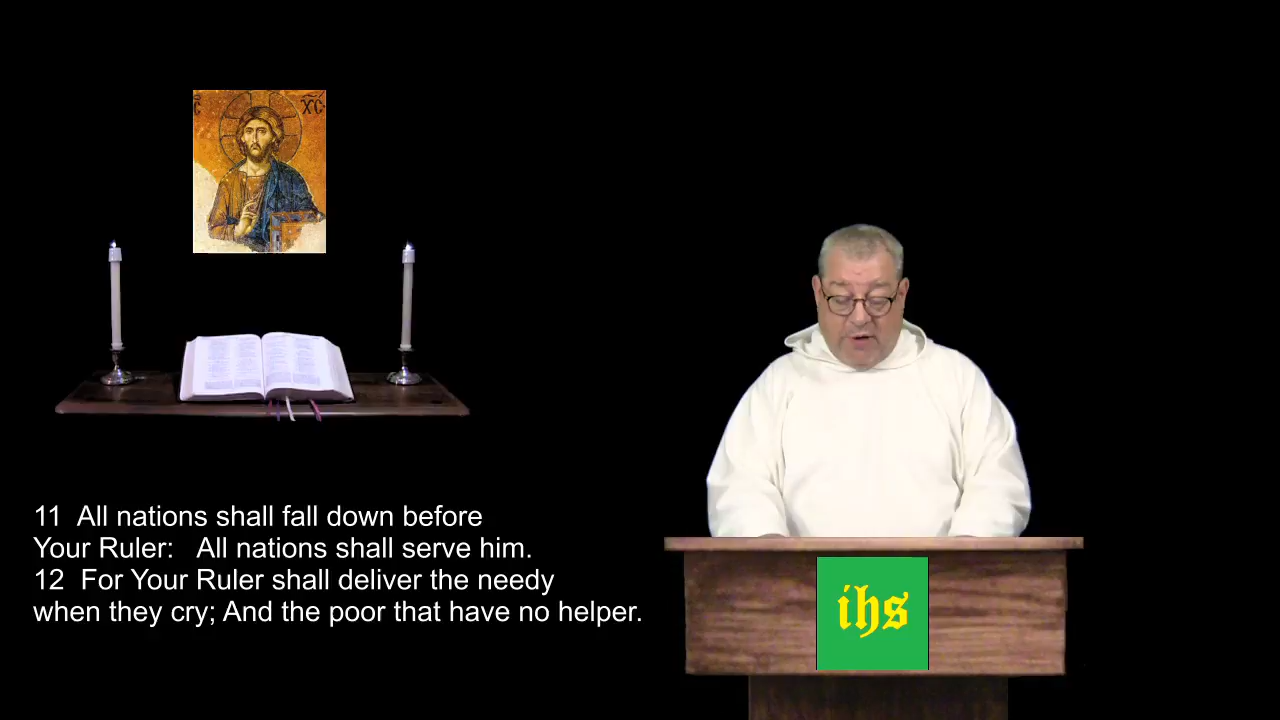 ΧC
11 All nations shall fall down before
Your Ruler: All nations shall serve him.
12 For Your Ruler shall deliver the needy
when they cry; And the poor that have no helper.
ihs